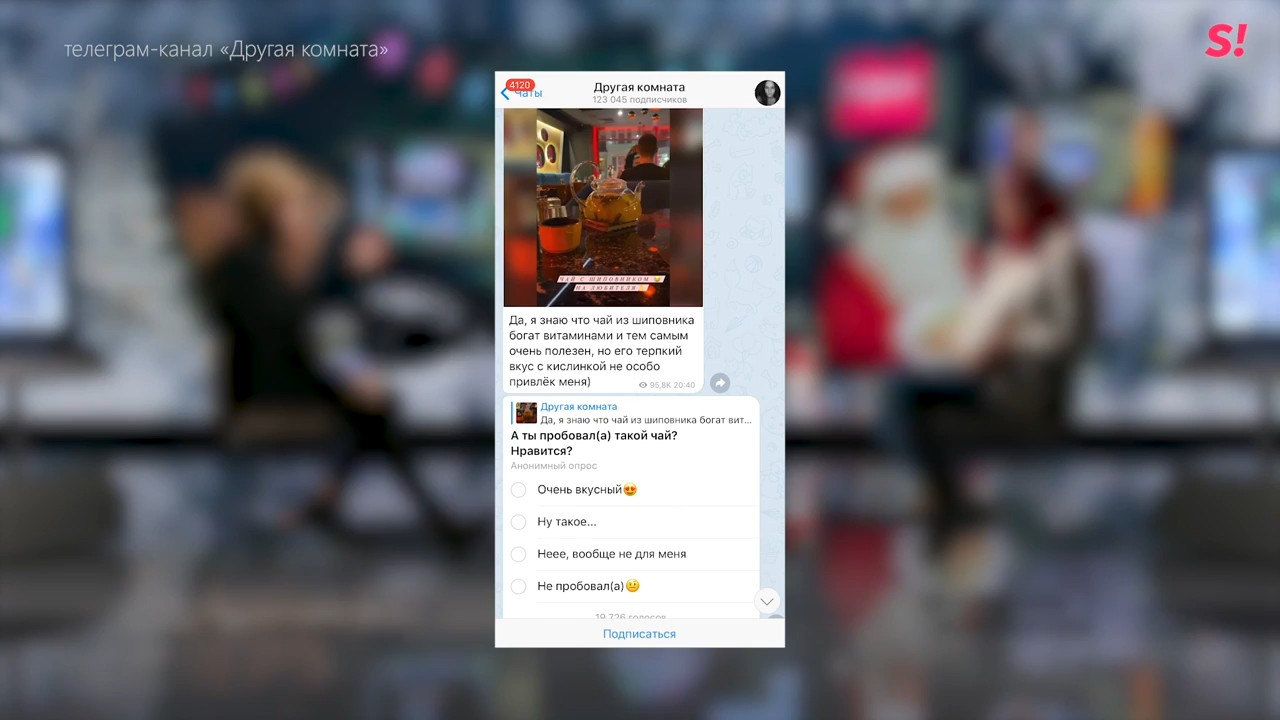 телеграм-канал «Другая комната»
S!
4120
Чаты
Другая комната
123 045 подписчиков
ЧАЙ С ШИПОВНИКОМ
НА ЛЮБИТЕЛЯ
Да, я знаю что чай из шиповника
богат витаминами и тем самым
очень полезен, но его терпкий
вкус с кислинкой не особо
привлёк меня)
95,8K 20:40
Другая комната
Да, я знаю что чай из шиповника богат вит...
А ты пробовал(а) такой чай?
Нравится?
Анонимный опрос
Очень вкусный😍
Ну такое...
Неее, вообще не для меня
Не пробовал(а)🤨
19 726 голосов
Подписаться